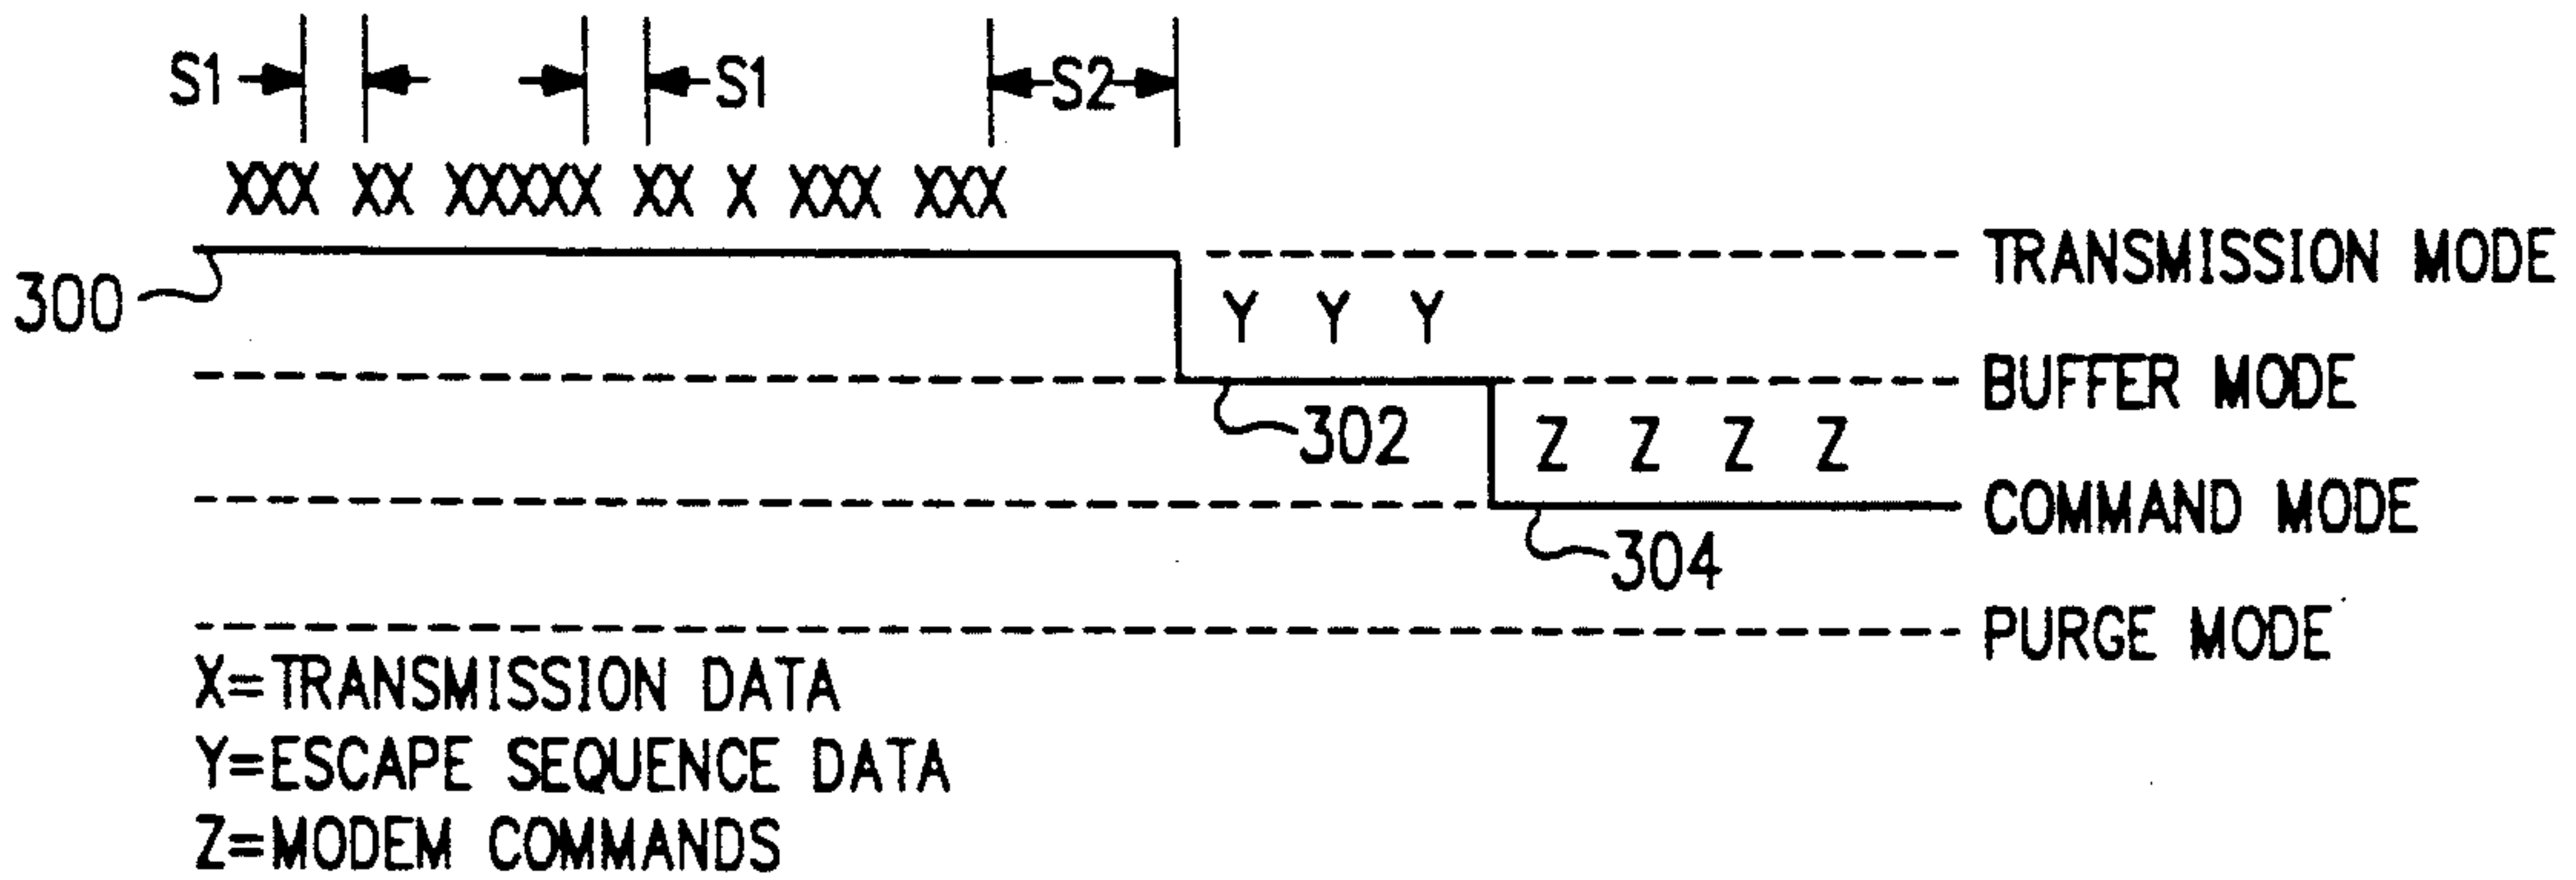 S1 S1 S2
XXX XX XXXXX XX X XXX XXX
TRANSMISSION MODE
300
Y Y Y
BUFFER MODE
302
Z Z Z Z
COMMAND MODE
304
PURGE MODE
X=TRANSMISSION DATA
Y=ESCAPE SEQUENCE DATA
Z=MODEM COMMANDS